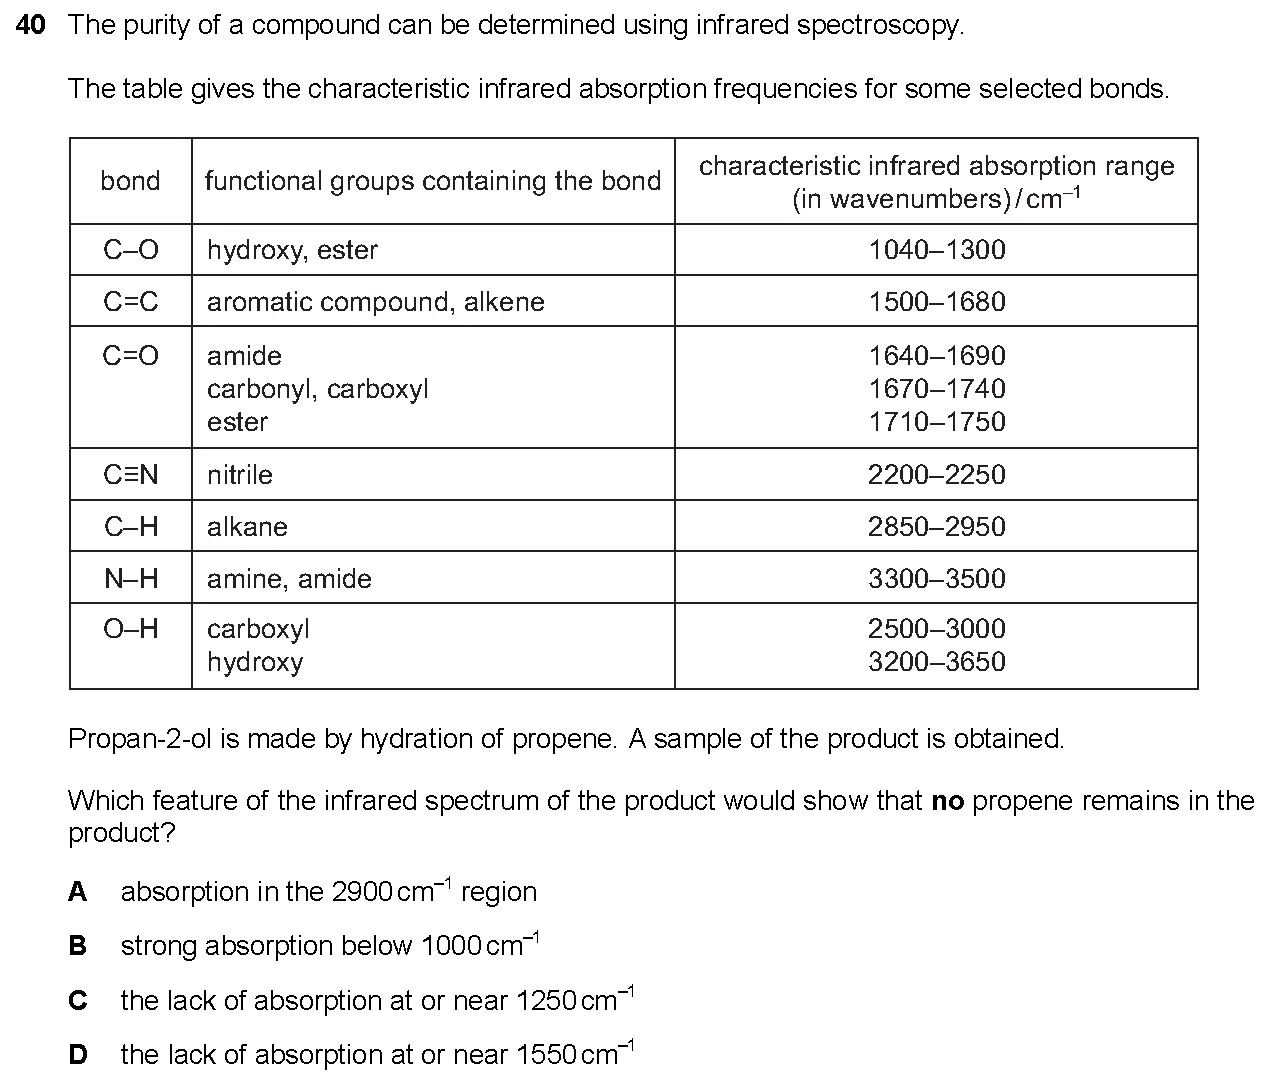 40 The purity of a compound can be determined using infrared spectroscopy.
The table gives the characteristic infrared absorption frequencies for some selected bonds.
bond functional groups containing the bond characteristic infrared absorption range (in wavenumbers) / cm⁻¹
C–O hydroxy, ester 1040–1300
C=C aromatic compound, alkene 1500–1680
C=O amide 1640–1690
carbonyl, carboxyl 1670–1740
ester 1710–1750
C≡N nitrile 2200–2250
C–H alkane 2850–2950
N–H amine, amide 3300–3500
O–H carboxyl 2500–3000
hydroxy 3200–3650
Propan-2-ol is made by hydration of propene. A sample of the product is obtained.
Which feature of the infrared spectrum of the product would show that no propene remains in the
product?
A absorption in the 2900 cm⁻¹ region
B strong absorption below 1000 cm⁻¹
C the lack of absorption at or near 1250 cm⁻¹
D the lack of absorption at or near 1550 cm⁻¹